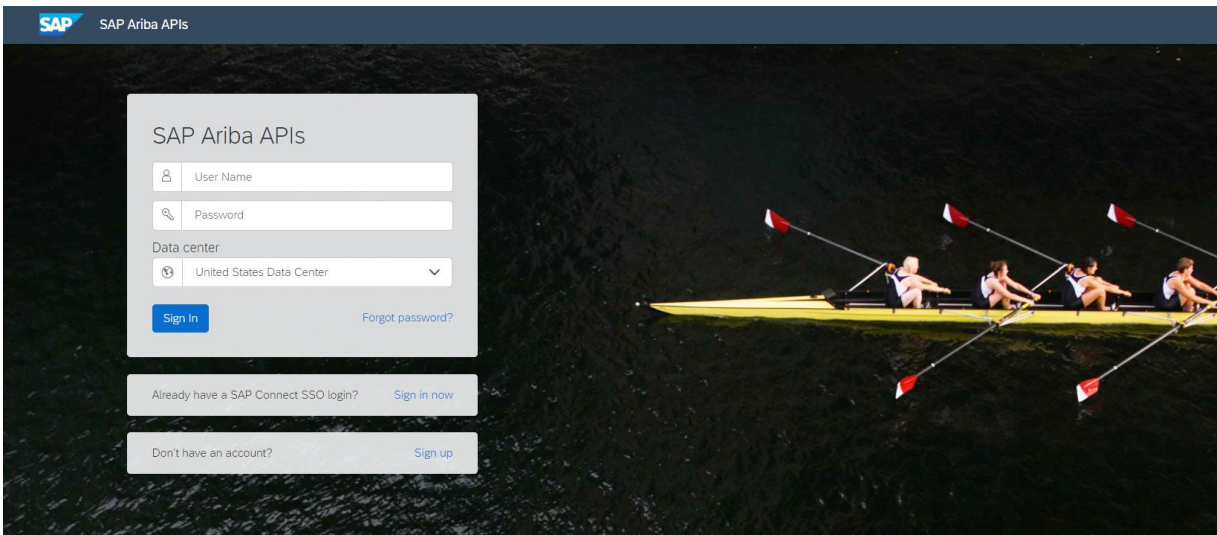 SAP SAP Ariba APIs
SAP Ariba APIs
User Name
Password
Data center
United States Data Center
Sign In Forgot password?
Already have a SAP Connect SSO login? Sign in now
Don't have an account? Sign up